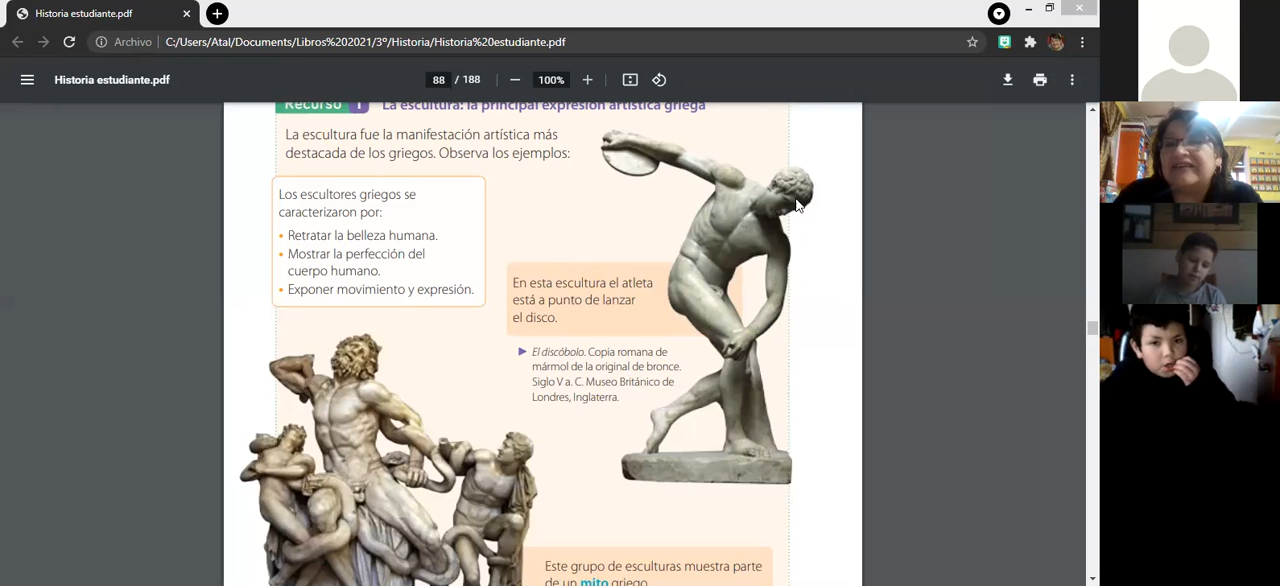 Historia estudiante.pdf
Archivo C:/Users/Atal/Documents/Libros%202021/3º/Historia/Historia%20estudiante.pdf
Historia estudiante.pdf
88 / 188
100%
Recurso 1 La escultura: la principal expresión artística griega
La escultura fue la manifestación artística más
destacada de los griegos. Observa los ejemplos:
Los escultores griegos se
caracterizaron por:
• Retratar la belleza humana.
• Mostrar la perfección del
cuerpo humano.
• Exponer movimiento y expresión.
En esta escultura el atleta
está a punto de lanzar
el disco.
El discóbolo. Copia romana de
mármol de la original de bronce.
Siglo V a. C. Museo Británico de
Londres, Inglaterra.
Este grupo de esculturas muestra parte
de un mito griego